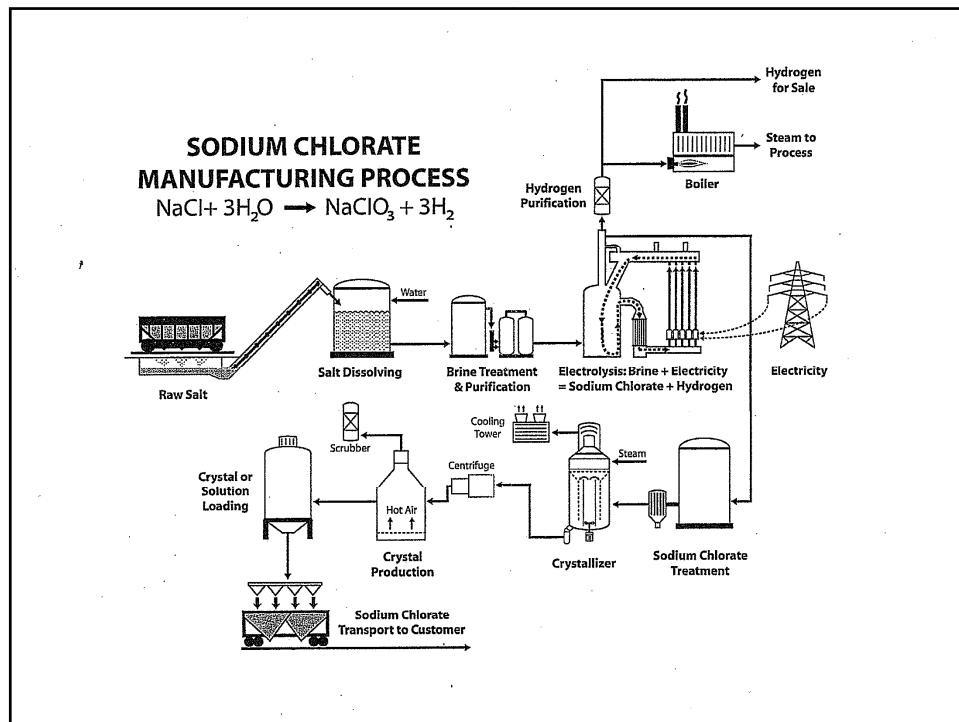 SODIUM CHLORATE
MANUFACTURING PROCESS
NaCl+ 3H₂O → NaClO₃ + 3H₂
Hydrogen
for Sale
Steam to
Process
Boiler
Hydrogen
Purification
Water
Raw Salt
Salt Dissolving
Brine Treatment
& Purification
Electrolysis: Brine + Electricity
= Sodium Chlorate + Hydrogen
Electricity
Scrubber
Cooling
Tower
Steam
Centrifuge
Crystal or
Solution
Loading
Hot Air
Crystal
Production
Crystallizer
Sodium Chlorate
Treatment
Sodium Chlorate
Transport to Customer